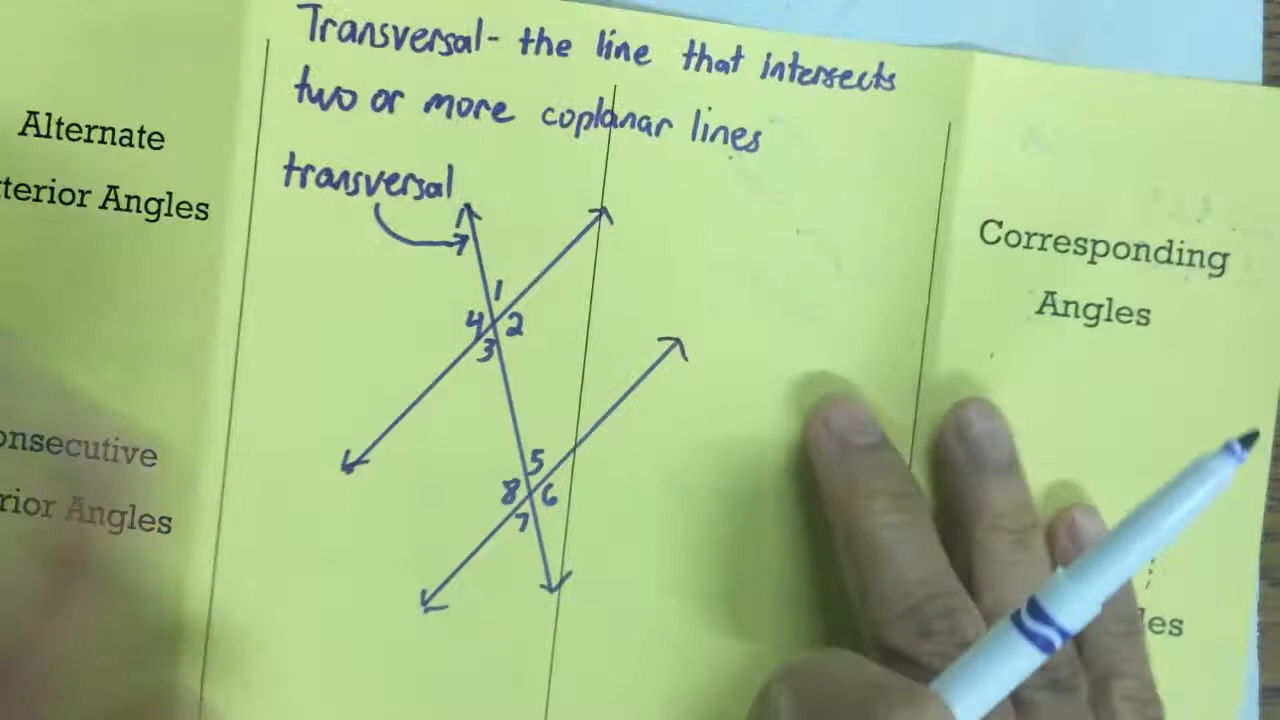 Transversal- the line that intersects
two or more coplanar lines
transversal
Alternate
terior Angles
onsecutive
rior Angles
1
4 2
3
5
8 6
7
Corresponding
Angles
les